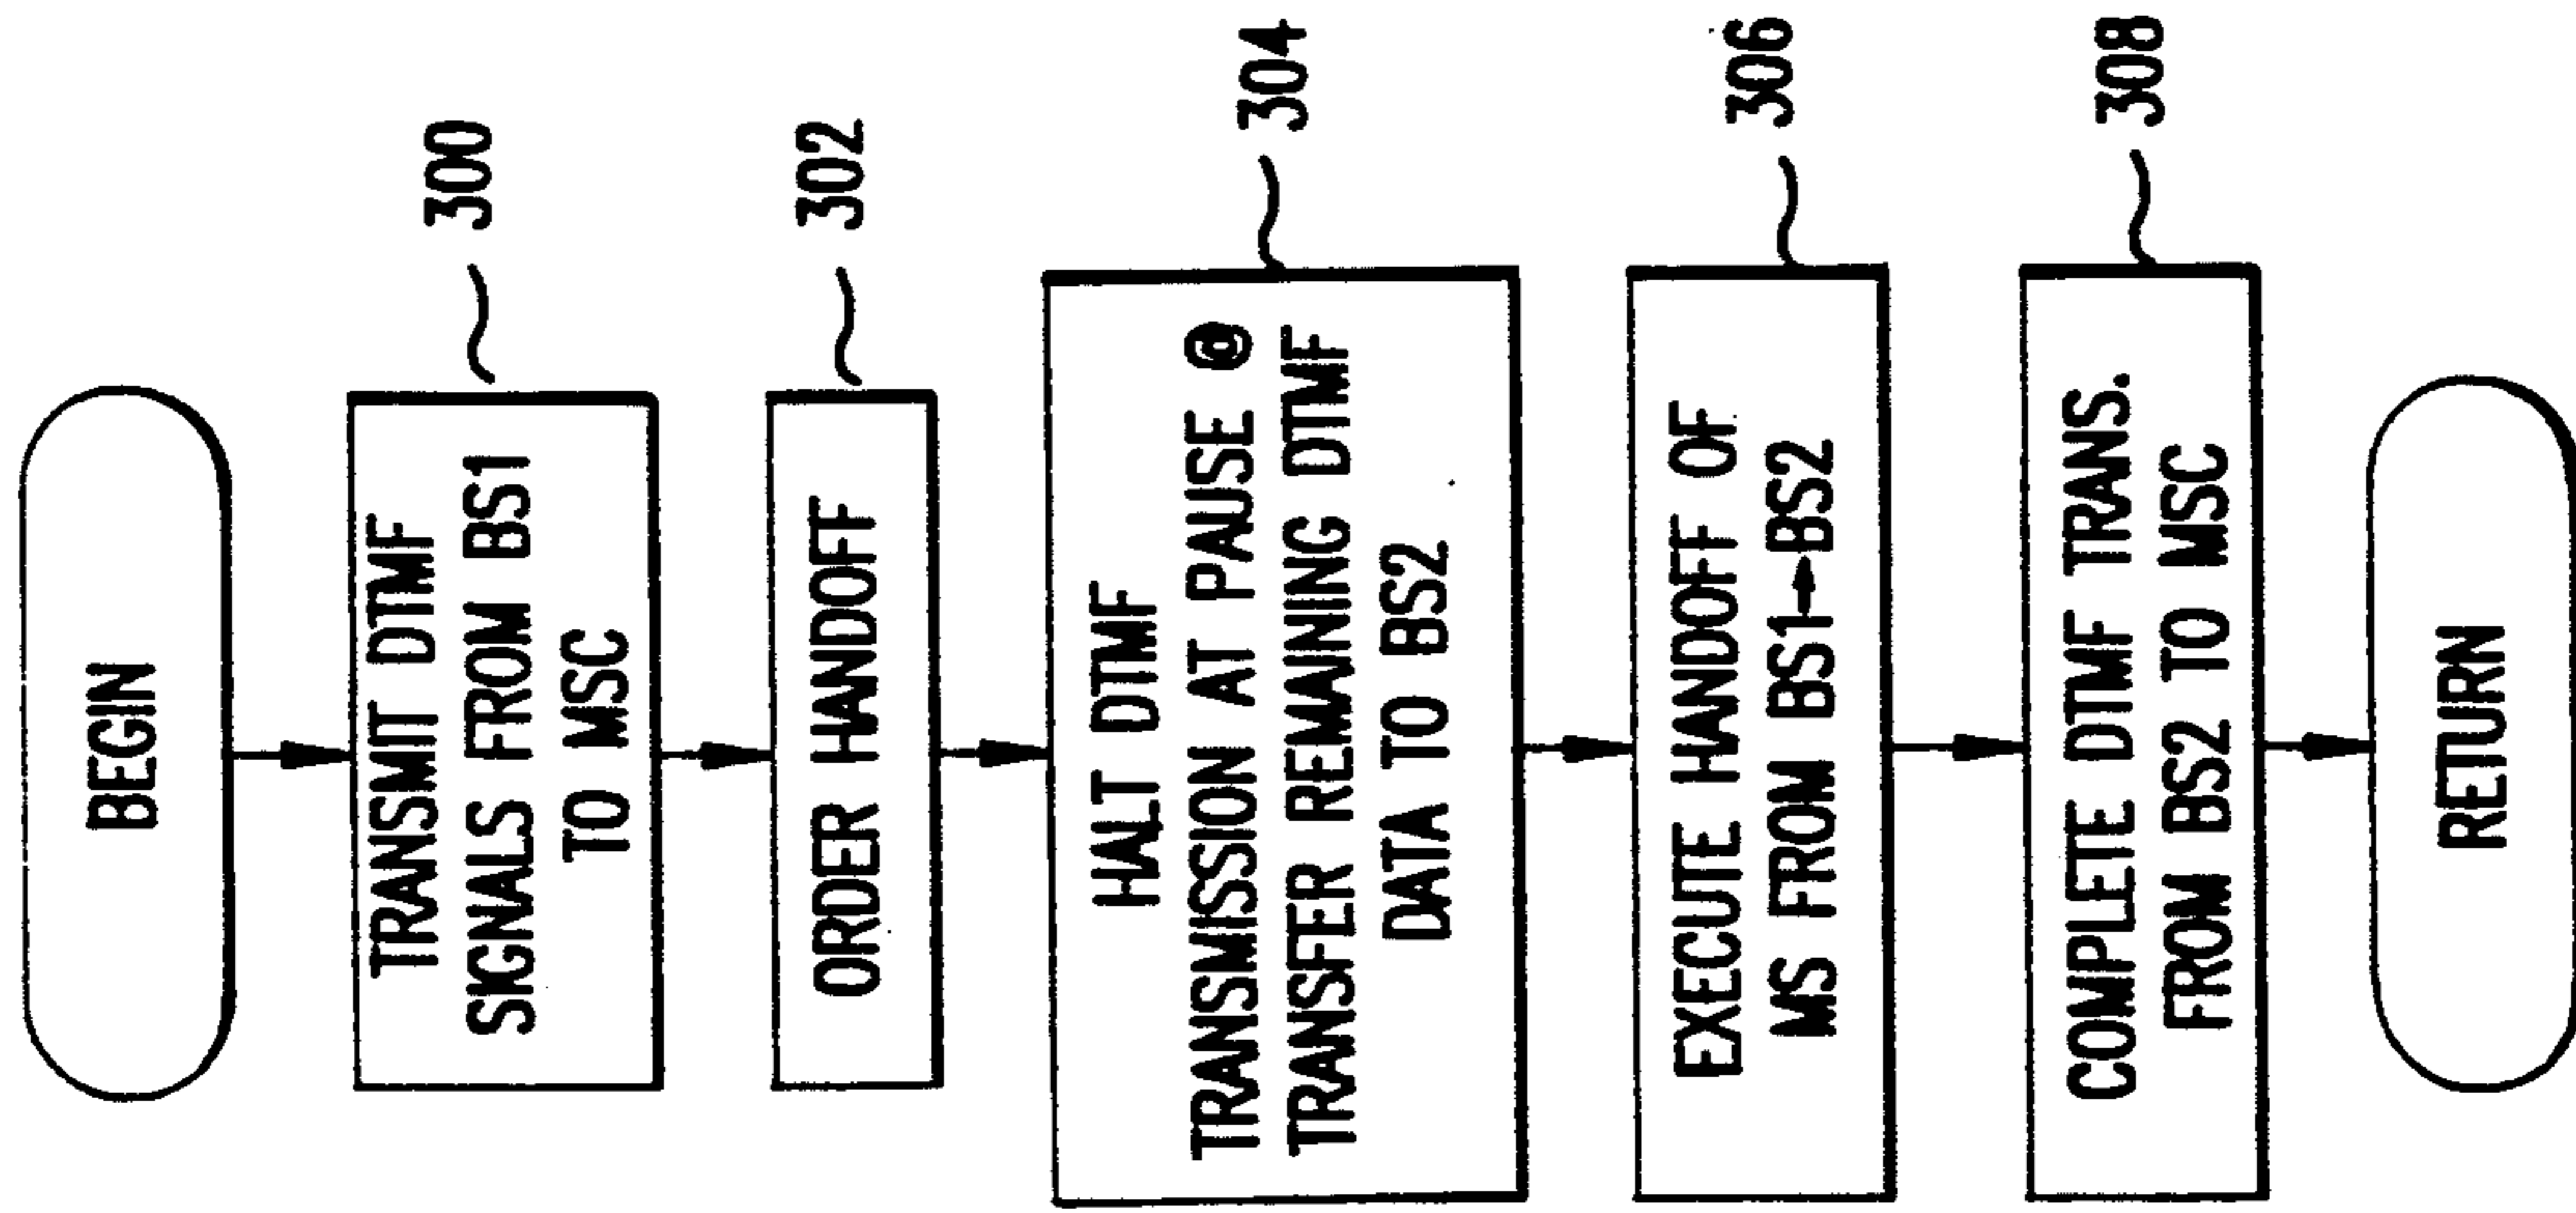 BEGIN
TRANSMIT DTMF
SIGNALS FROM BS1
TO MSC
300
ORDER HANDOFF
302
HALT DTMF
TRANSMISSION AT PAUSE @
TRANSFER REMAINING DTMF
DATA TO BS2
304
EXECUTE HANDOFF OF
MS FROM BS1→BS2
306
COMPLETE DTMF TRANS.
FROM BS2 TO MSC
308
RETURN